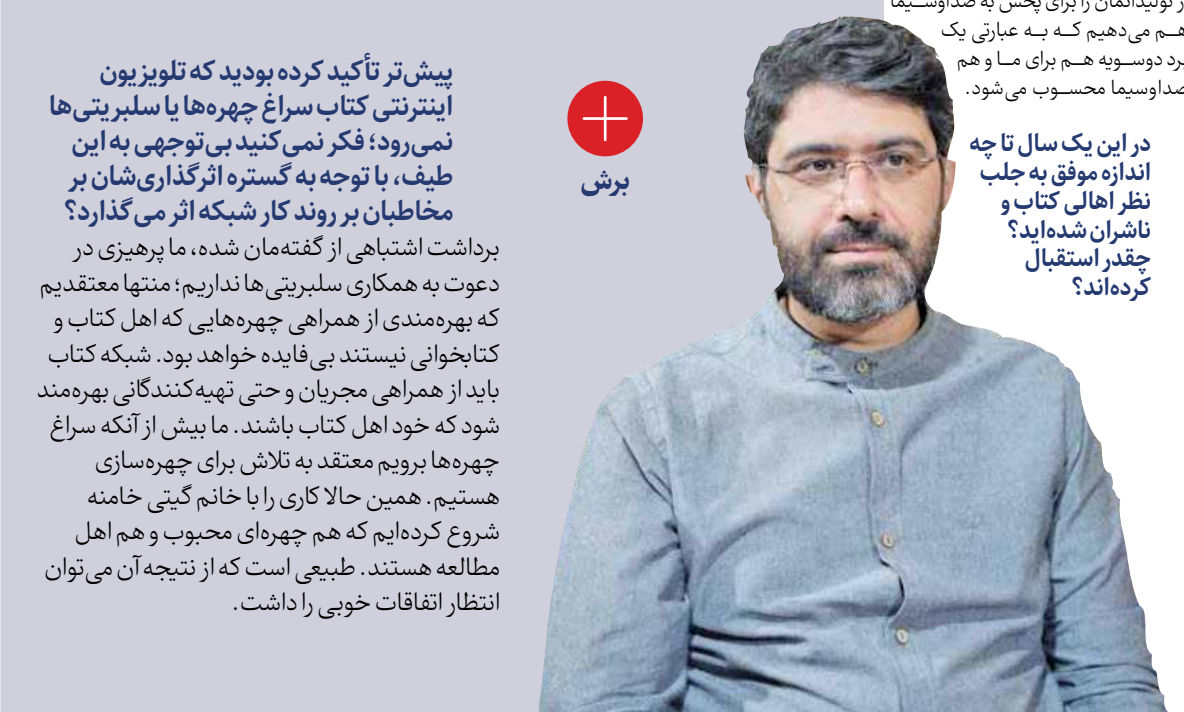 تولیداتمان را برای پخش به صداوسیما
هم می‌دهیم که به عبارتی یک
برد دوسویه هم برای ما و هم
صداوسیما محسوب می‌شود.
در این یک سال تا چه
اندازه موفق به جلب
نظر اهالی کتاب و
ناشران شده‌اید؟
چقدر استقبال
کرده‌اند؟
برش
پیش‌تر تأکید کرده بودید که تلویزیون
اینترنتی کتاب سراغ چهره‌ها یا سلبریتی‌ها
نمی‌رود؛ فکر نمی‌کنید بی‌توجهی به این
طیف، با توجه به گستره اثرگذاری‌شان بر
مخاطبان بر روند کار شبکه اثر می‌گذارد؟
برداشت اشتباهی از گفته‌مان شده، ما پرهیزی در
دعوت به همکاری سلبریتی‌ها نداریم؛ منتها معتقدیم
که بهره‌مندی از همراهی چهره‌هایی که اهل کتاب و
کتابخوانی نیستند بی‌فایده خواهد بود. شبکه کتاب
باید از همراهی مجریان و حتی تهیه‌کنندگانی بهره‌مند
شود که خود اهل کتاب باشند. ما بیش از آنکه سراغ
چهره‌ها برویم معتقد به تلاش برای چهره‌سازی
هستیم. همین حالا کاری را با خانم گیتی خامنه
شروع کرده‌ایم که هم چهره‌ای محبوب و هم اهل
مطالعه هستند. طبیعی است که از نتیجه آن می‌توان
انتظار اتفاقات خوبی را داشت.